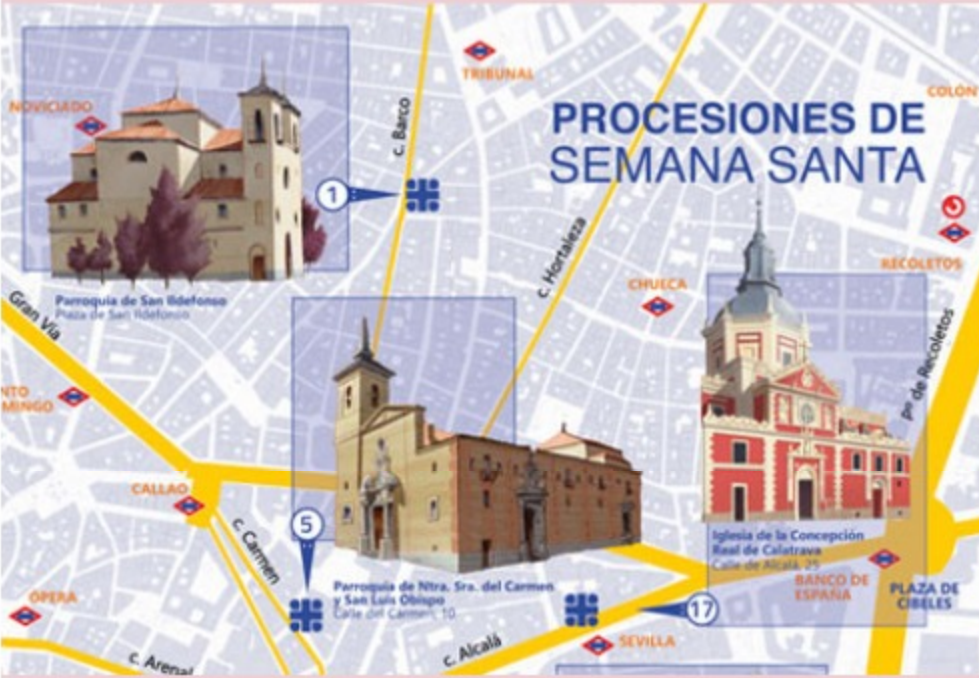 TRIBUNAL
NOVICIADO
COLÓN
c. Barco
PROCESIONES DE
SEMANA SANTA
1
c. Hortaleza
RECOLETOS
CHUECA
Parroquia de San Ildefonso
Plaza de San Ildefonso
Gran Vía
pº de Recoletos
NTO
MINGO
CALLAO
5
c. Carmen
Iglesia de la Concepción
Real de Calatrava
Calle de Alcalá, 25
BANCO DE
ESPAÑA
PLAZA DE
CIBELES
Parroquia de Ntra. Sra. del Carmen
y San Luis Obispo
Calle del Carmen, 10
ÓPERA
17
SEVILLA
c. Alcalá
c. Arenal